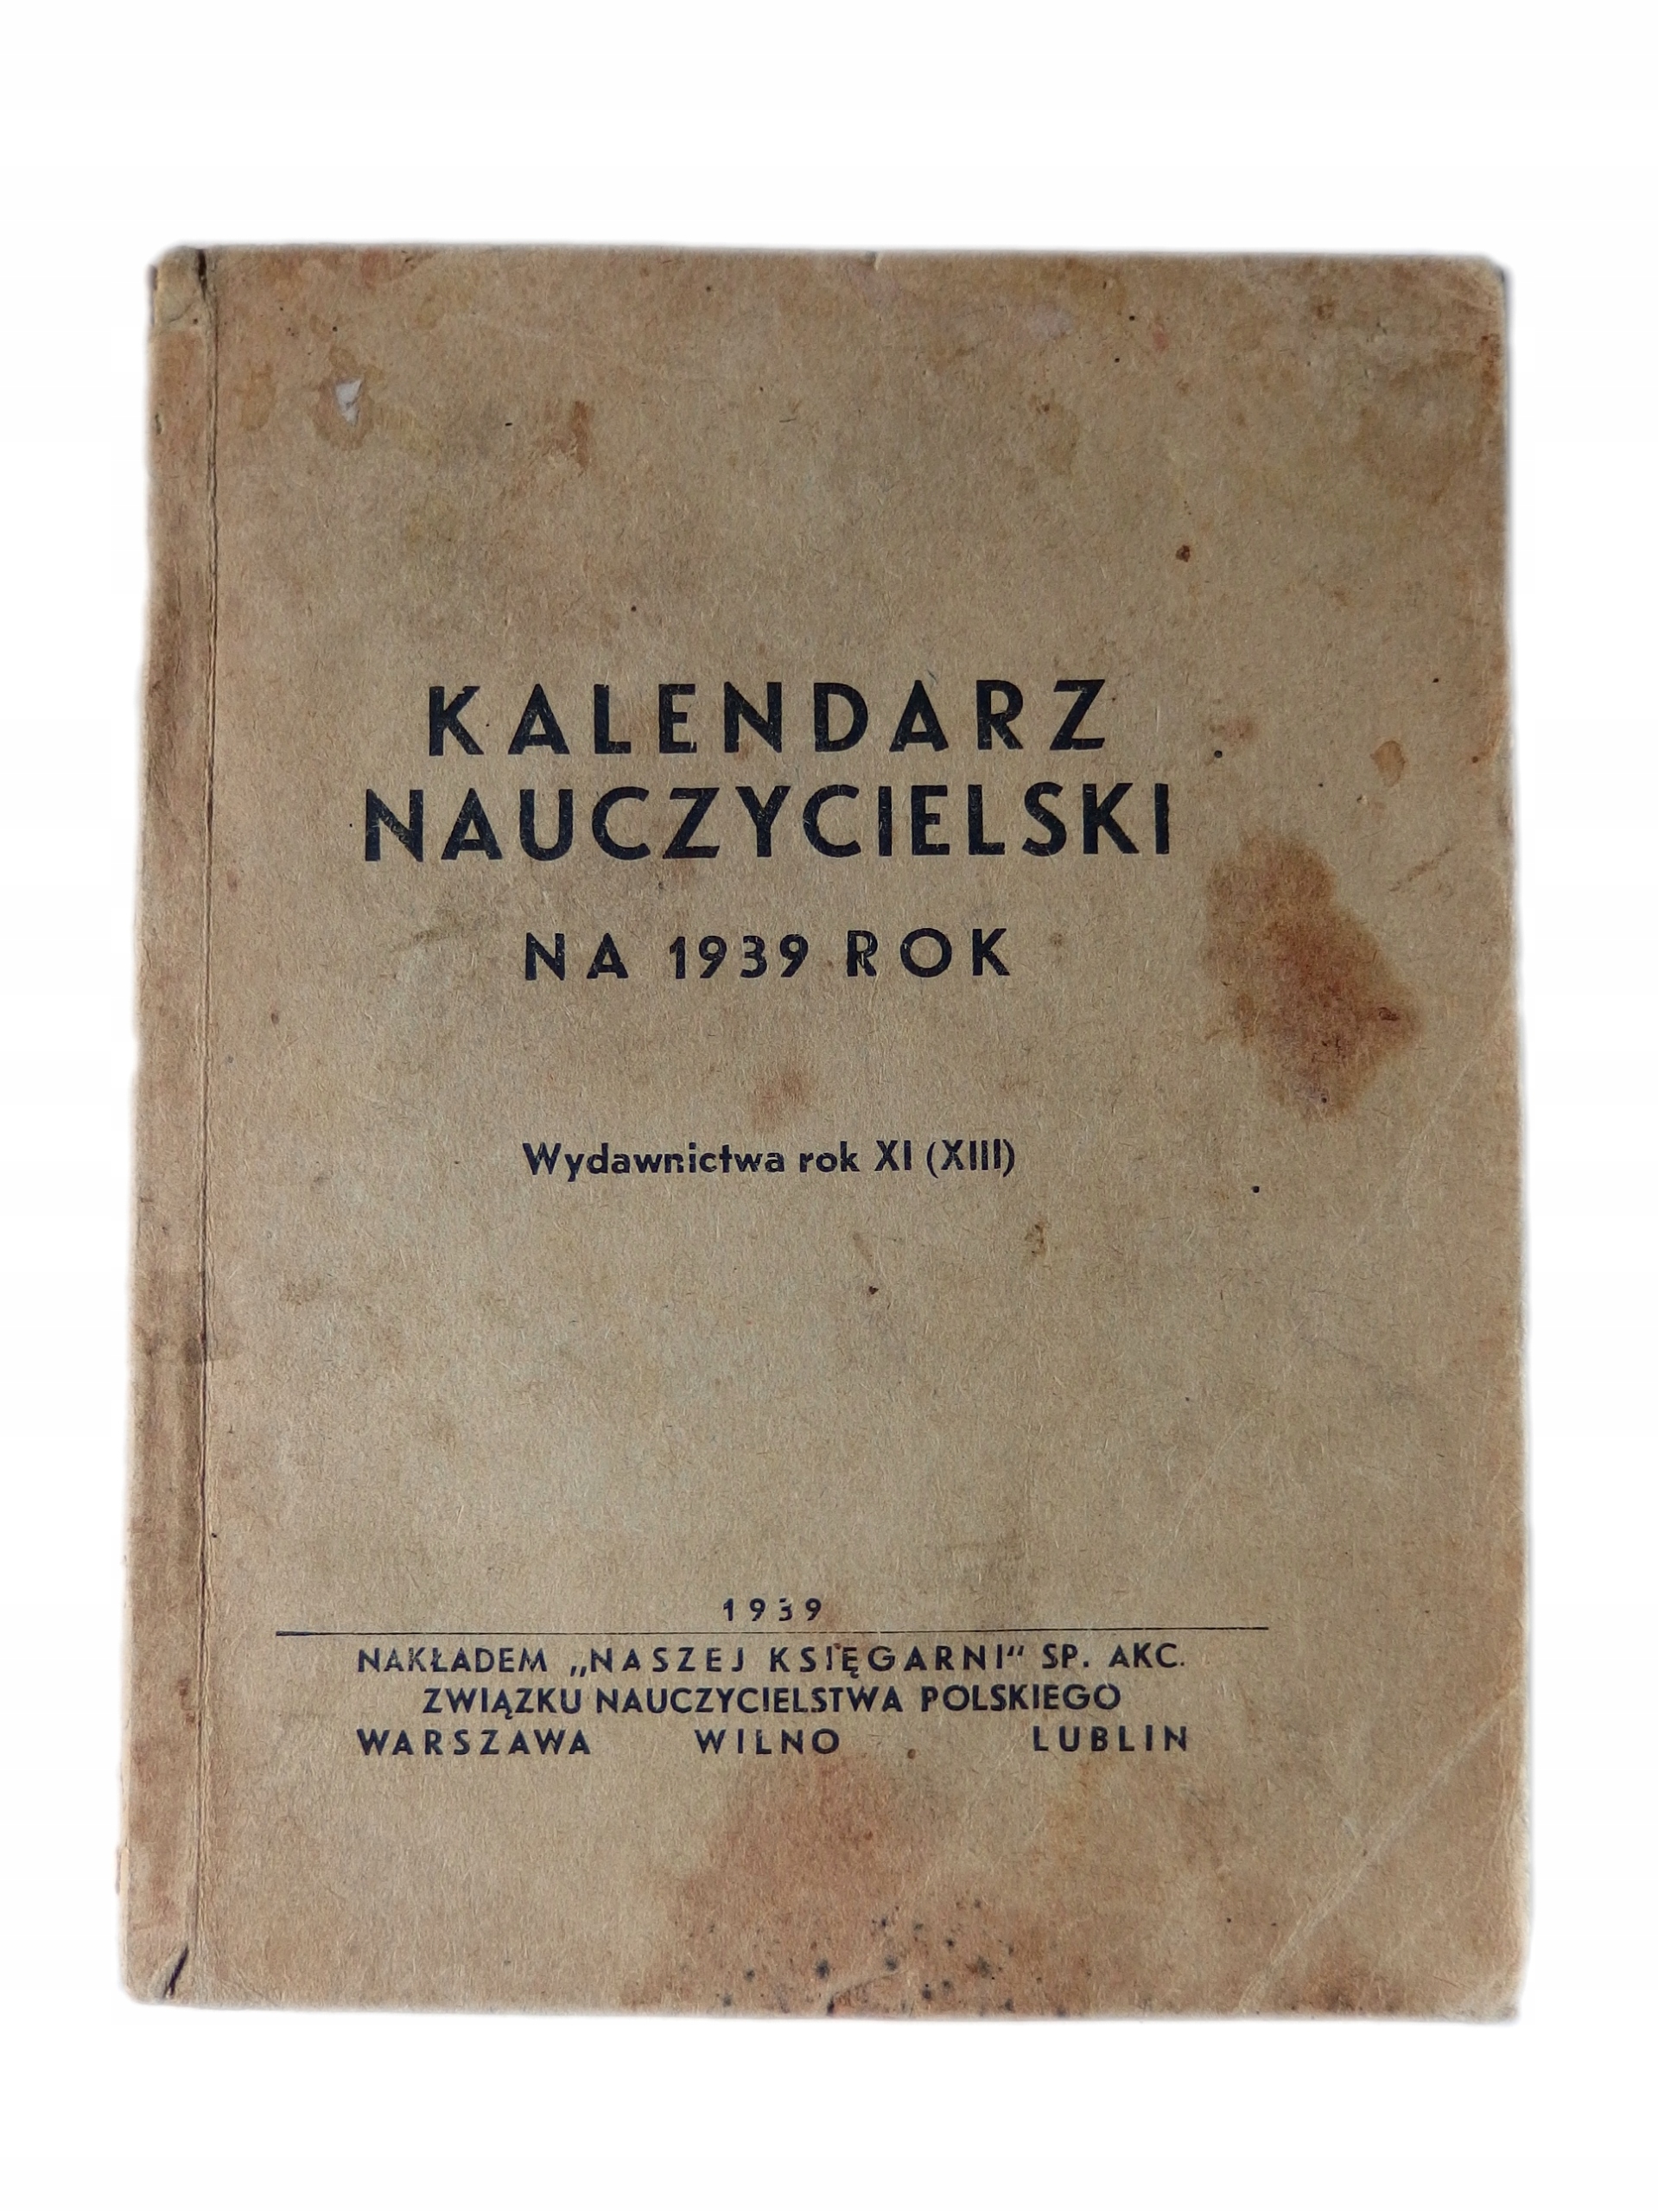 KALENDARZ
NAUCZYCIELSKI
NA 1939 ROK
Wydawnictwa rok XI (XIII)
1939
NAKŁADEM „NASZEJ KSIĘGARNI“ SP. AKC.
ZWIĄZKU NAUCZYCIELSTWA POLSKIEGO
WARSZAWA WILNO LUBLIN